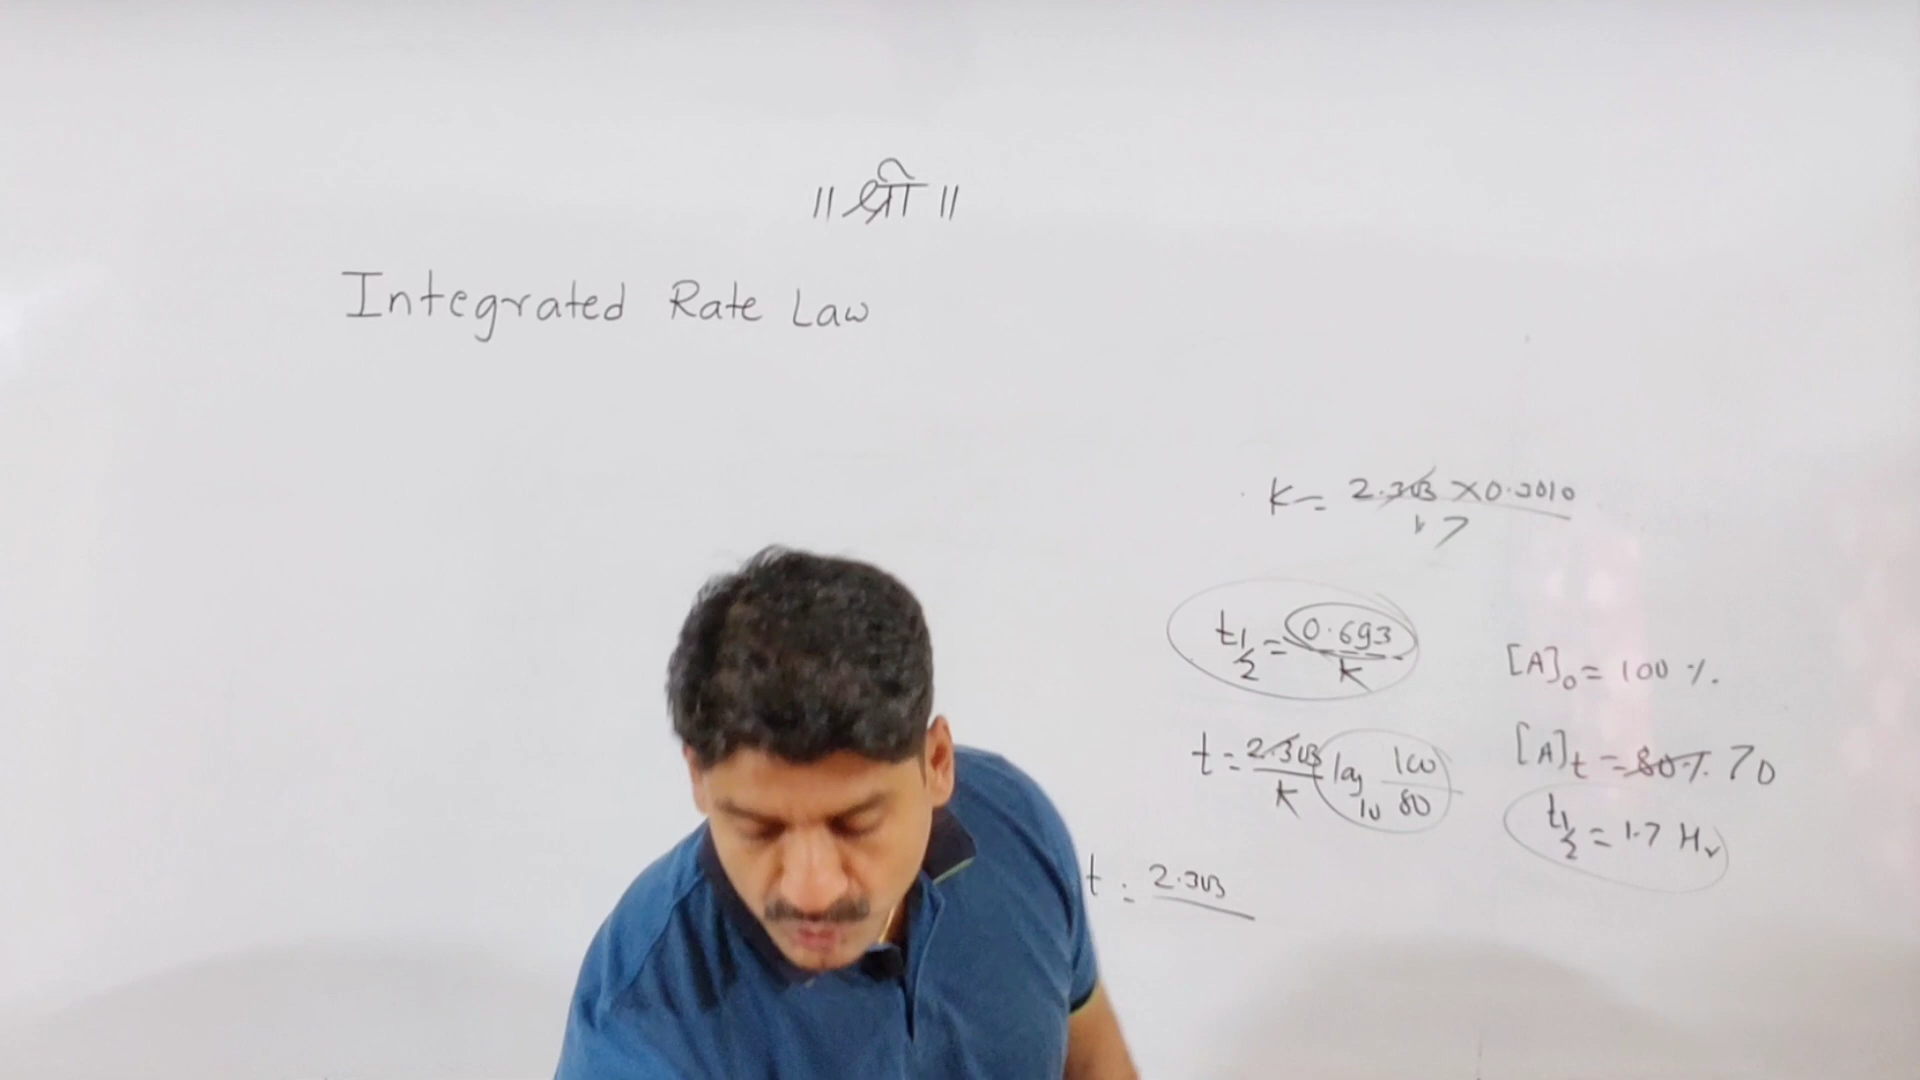 ॥ श्री ॥
Integrated Rate Law
K = 2.303 × 0.3010
1.7
t1/2 = 0.693
K
[A]0 = 100 %.
t = 2.303 log10 100
K 80
[A]t = 80%. 70
t1/2 = 1.7 Hr
t = 2.303